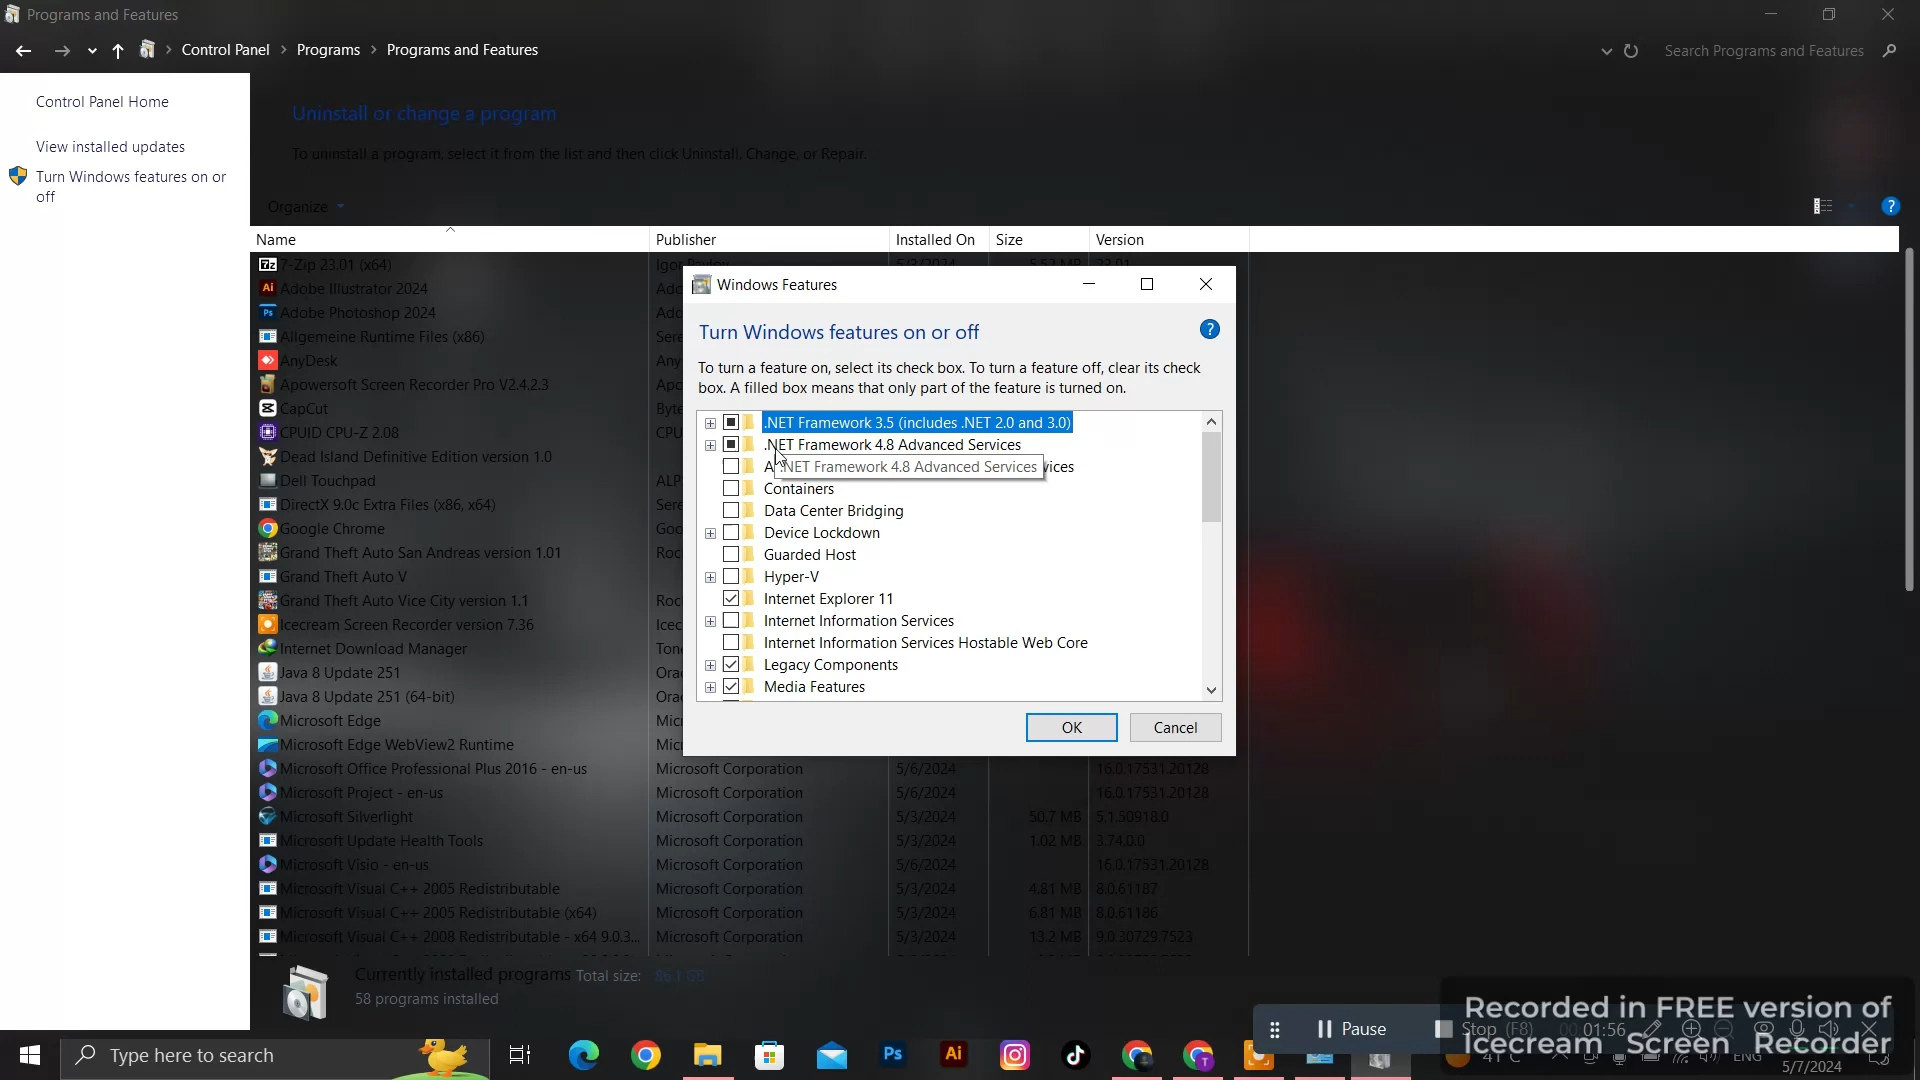 Programs and Features
Control Panel > Programs > Programs and Features
Search Programs and Features
Control Panel Home
View installed updates
Turn Windows features on or
off
Uninstall or change a program
To uninstall a program, select it from the list and then click Uninstall, Change, or Repair.
Organize
Name Publisher Installed On Size Version
7-Zip 23.01 (x64) Igor Pavlov 5/3/2024 5.52 MB 23.01
Adobe Illustrator 2024
Adobe Photoshop 2024
Allgemeine Runtime Files (x86)
AnyDesk
Apowersoft Screen Recorder Pro V2.4.2.3
CapCut
CPUID CPU-Z 2.08
Dead Island Definitive Edition version 1.0
Dell Touchpad
DirectX 9.0c Extra Files (x86, x64)
Google Chrome
Grand Theft Auto San Andreas version 1.01
Grand Theft Auto V
Grand Theft Auto Vice City version 1.1
Icecream Screen Recorder version 7.36
Internet Download Manager
Java 8 Update 251
Java 8 Update 251 (64-bit)
Microsoft Edge
Microsoft Edge WebView2 Runtime
Microsoft Office Professional Plus 2016 - en-us Microsoft Corporation 5/6/2024 16.0.17531.20128
Microsoft Project - en-us Microsoft Corporation 5/6/2024 16.0.17531.20128
Microsoft Silverlight Microsoft Corporation 5/3/2024 50.7 MB 5.1.50918.0
Microsoft Update Health Tools Microsoft Corporation 5/3/2024 1.02 MB 3.74.0.0
Microsoft Visio - en-us Microsoft Corporation 5/6/2024 16.0.17531.20128
Microsoft Visual C++ 2005 Redistributable Microsoft Corporation 5/3/2024 4.81 MB 8.0.61187
Microsoft Visual C++ 2005 Redistributable (x64) Microsoft Corporation 5/3/2024 6.81 MB 8.0.61186
Microsoft Visual C++ 2008 Redistributable - x64 9.0.3... Microsoft Corporation 5/3/2024 13.2 MB 9.0.30729.7523
Windows Features
Turn Windows features on or off
To turn a feature on, select its check box. To turn a feature off, clear its check
box. A filled box means that only part of the feature is turned on.
.NET Framework 3.5 (includes .NET 2.0 and 3.0)
.NET Framework 4.8 Advanced Services
.NET Framework 4.8 Advanced Services
Containers
Data Center Bridging
Device Lockdown
Guarded Host
Hyper-V
Internet Explorer 11
Internet Information Services
Internet Information Services Hostable Web Core
Legacy Components
Media Features
OK Cancel
Currently installed programs Total size:
58 programs installed
Pause Stop (F8) 00:01:56
Recorded in FREE version of
Icecream Screen Recorder
Type here to search
Ps Ai
41°C ENG
5/7/2024